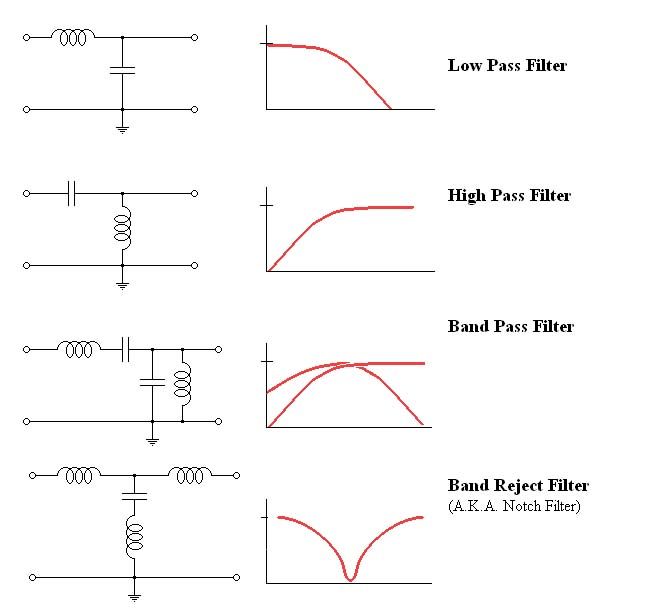 Low Pass Filter
High Pass Filter
Band Pass Filter
Band Reject Filter
(A.K.A. Notch Filter)